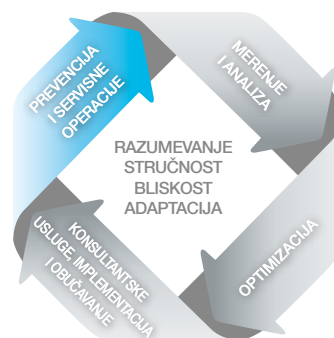 PREVENCIJA
I SERVISNE
OPERACIJE
MERENJE
I ANALIZA
RAZUMEVANJE
STRUČNOST
BLISKOST
ADAPTACIJA
OPTIMIZACIJA
KONSULTANTSKE
USLUGE, IMPLEMENTACIJA
I OBUČAVANJE